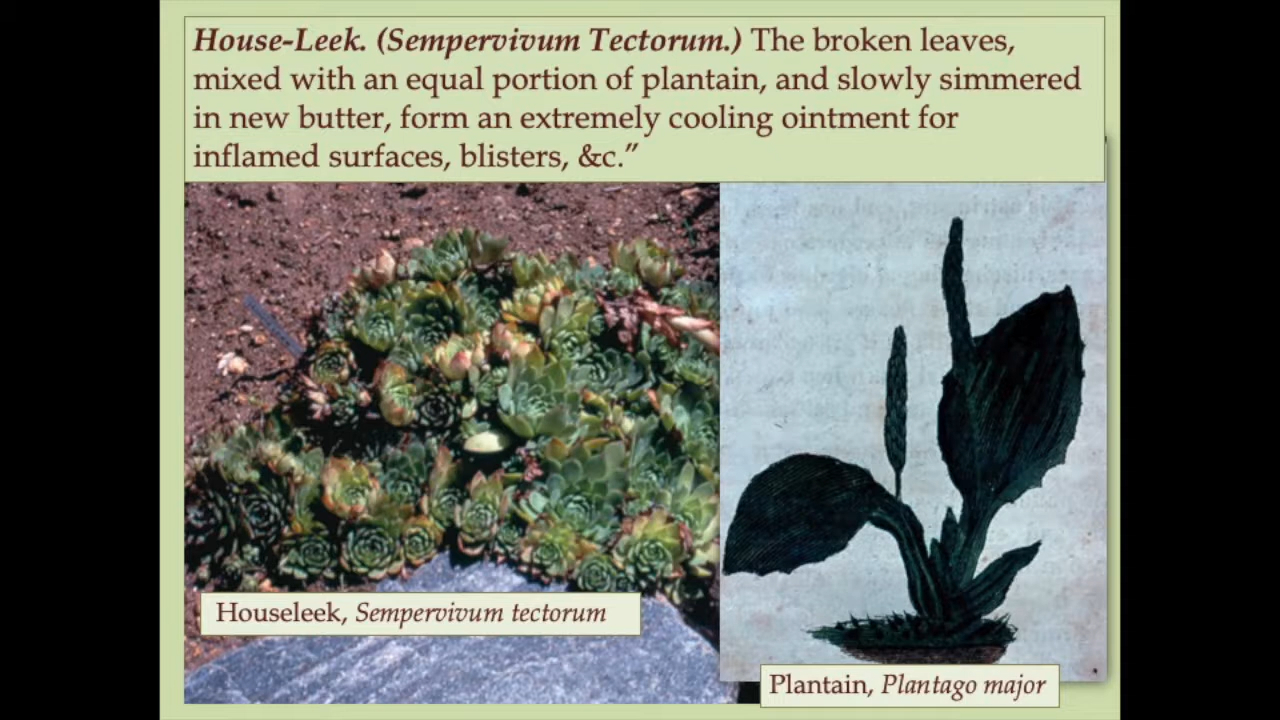 House-Leek. (Sempervivum Tectorum.) The broken leaves,
mixed with an equal portion of plantain, and slowly simmered
in new butter, form an extremely cooling ointment for
inflamed surfaces, blisters, &c.”
Houseleek, Sempervivum tectorum
Plantain, Plantago major